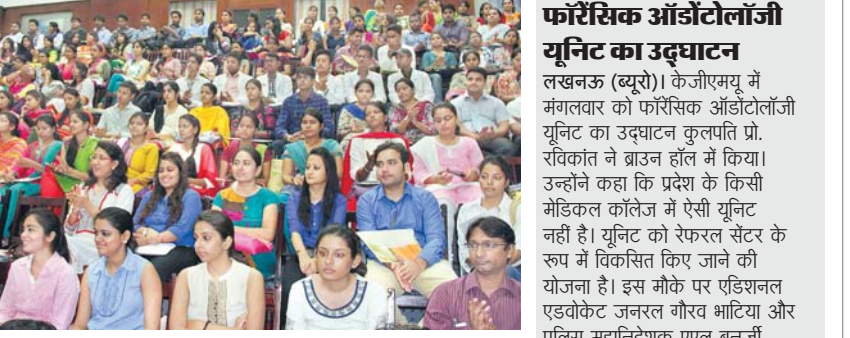 फॉरेंसिक ऑडोंटोलॉजी
यूनिट का उद्घाटन
लखनऊ (ब्यूरो)। केजीएमयू में
मंगलवार को फॉरेंसिक ऑडोंटोलॉजी
यूनिट का उद्घाटन कुलपति प्रो.
रविकांत ने ब्राउन हॉल में किया।
उन्होंने कहा कि प्रदेश के किसी
मेडिकल कॉलेज में ऐसी यूनिट
नहीं है। यूनिट को रेफरल सेंटर के
रूप में विकसित किए जाने की
योजना है। इस मौके पर एडिशनल
एडवोकेट जनरल गौरव भाटिया और